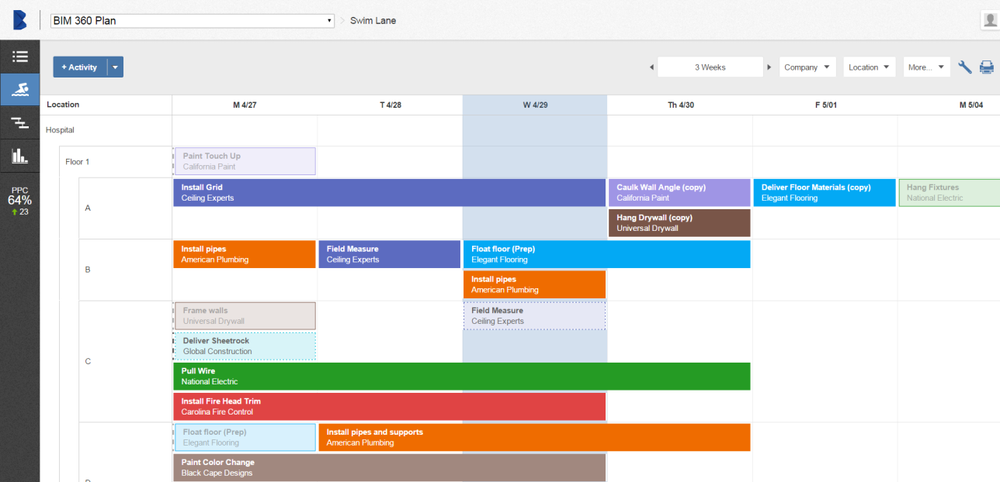 BIM 360 Plan
Swim Lane
+ Activity
3 Weeks
Company
Location
More...
PPC
64%
23
Location
M 4/27
T 4/28
W 4/29
Th 4/30
F 5/01
M 5/04
Hospital
Floor 1
Paint Touch Up
California Paint
A
Install Grid
Ceiling Experts
Caulk Wall Angle (copy)
California Paint
Deliver Floor Materials (copy)
Elegant Flooring
Hang Fixtures
National Electric
Hang Drywall (copy)
Universal Drywall
B
Install pipes
American Plumbing
Field Measure
Ceiling Experts
Float floor (Prep)
Elegant Flooring
Install pipes
American Plumbing
C
Frame walls
Universal Drywall
Field Measure
Ceiling Experts
Deliver Sheetrock
Global Construction
Pull Wire
National Electric
Install Fire Head Trim
Carolina Fire Control
Float floor (Prep)
Elegant Flooring
Install pipes and supports
American Plumbing
Paint Color Change
Black Cape Designs